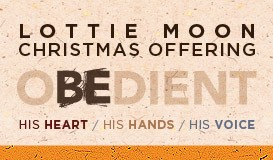 LOTTIE MOON
CHRISTMAS OFFERING
OBEDIENT
HIS HEART / HIS HANDS / HIS VOICE